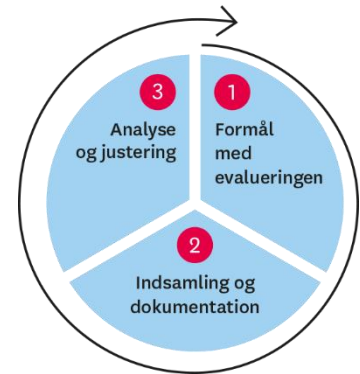 1
Formål
med
evalueringen
2
Indsamling og
dokumentation
3
Analyse
og justering